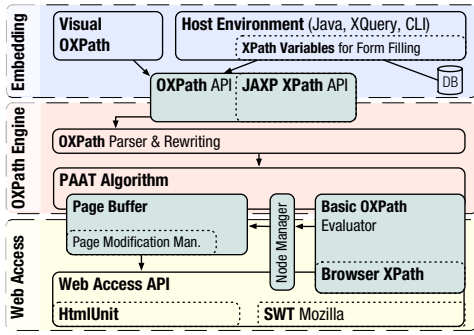 Embedding
Visual
OXPath
Host Environment (Java, XQuery, CLI)
XPath Variables for Form Filling
DB
OXPath API
JAXP XPath API
OXPath Engine
OXPath Parser & Rewriting
PAAT Algorithm
Page Buffer
Page Modification Man.
Node Manager
Basic OXPath
Evaluator
Browser XPath
Web Access
Web Access API
HtmlUnit
SWT Mozilla